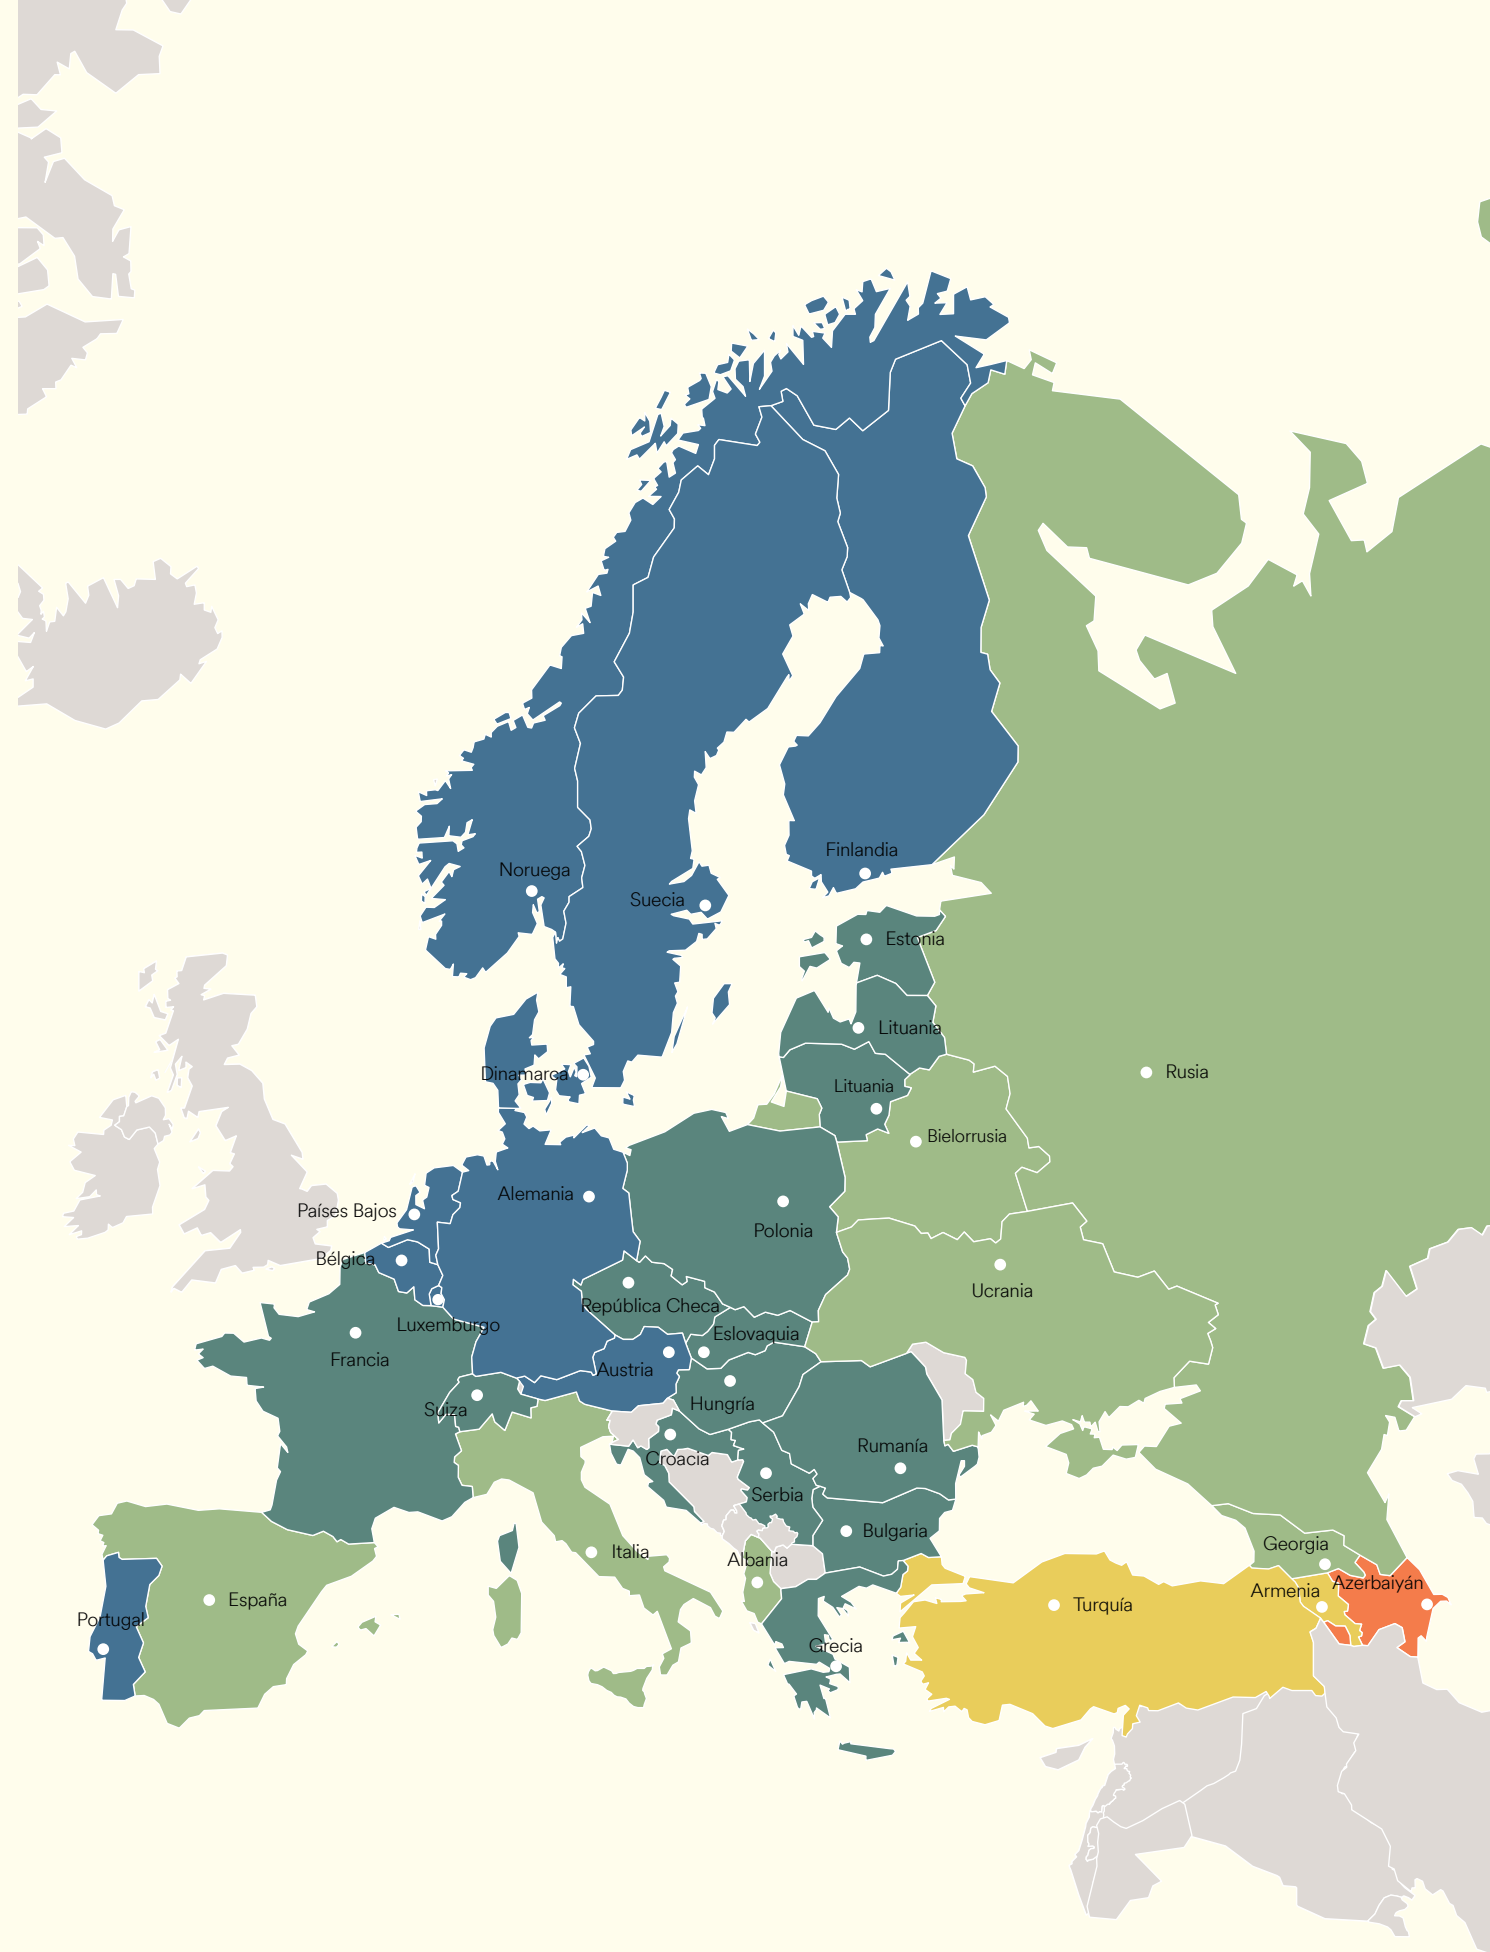 Finlandia
Noruega
Suecia
Estonia
Lituania
Rusia
Dinamarca
Lituania
Bielorrusia
Alemania
Países Bajos
Polonia
Bélgica
Ucrania
República Checa
Luxemburgo
Eslovaquia
Francia
Austria
Hungría
Suiza
Rumanía
Croacia
Serbia
Bulgaria
Georgia
Italia
Albania
Azerbaiyán
Armenia
España
Turquía
Portugal
Grecia